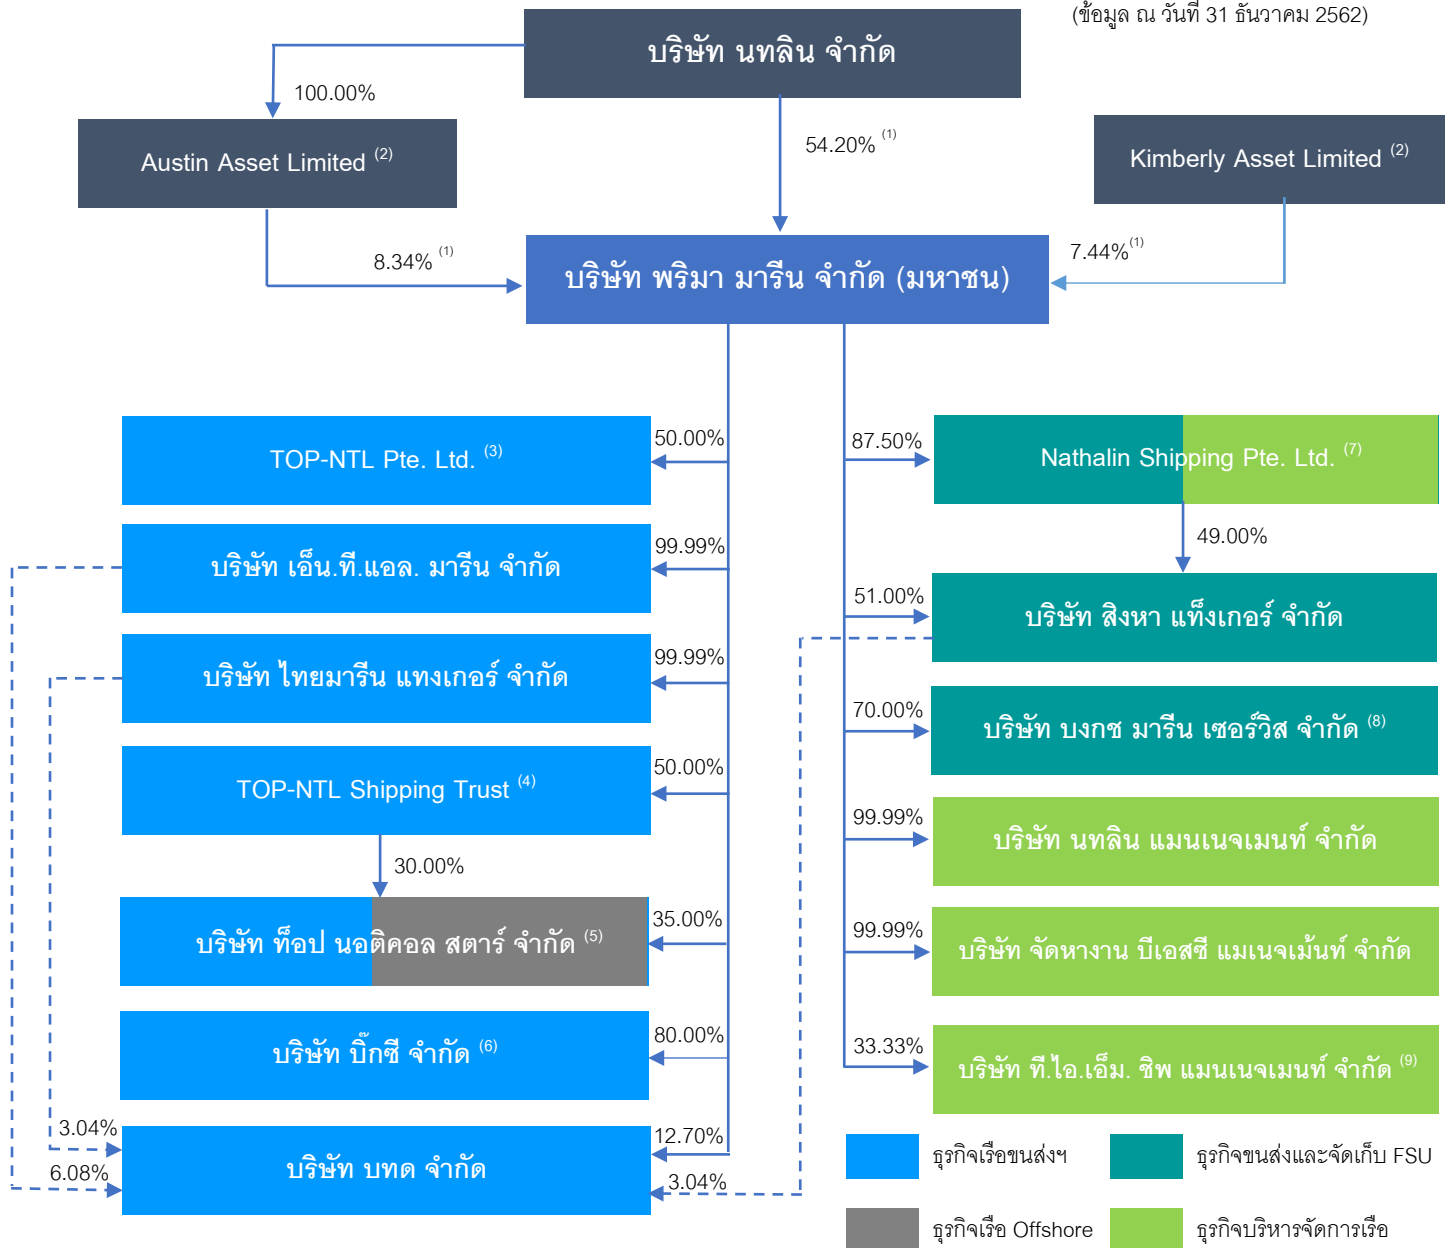 (ข้อมูล ณ วันที่ 31 ธันวาคม 2562)
บริษัท นทลิน จำกัด
100.00%
54.20% (1)
Austin Asset Limited (2)
Kimberly Asset Limited (2)
8.34% (1)
7.44%(1)
บริษัท พริมา มารีน จำกัด (มหาชน)
TOP-NTL Pte. Ltd. (3)
50.00%
87.50%
Nathalin Shipping Pte. Ltd. (7)
49.00%
บริษัท เอ็น.ที.แอล. มารีน จำกัด
99.99%
51.00%
บริษัท สิงหา แท็งเกอร์ จำกัด
บริษัท ไทยมารีน แทงเกอร์ จำกัด
99.99%
70.00%
บริษัท บงกช มารีน เซอร์วิส จำกัด (8)
TOP-NTL Shipping Trust (4)
50.00%
99.99%
บริษัท นทลิน แมนเนจเมนท์ จำกัด
30.00%
บริษัท ท็อป นอติคอล สตาร์ จำกัด (5)
35.00%
99.99%
บริษัท จัดหางาน บีเอสซี แมเนจเม้นท์ จำกัด
บริษัท บิ๊กซี จำกัด (6)
80.00%
33.33%
บริษัท ที.ไอ.เอ็ม. ชิพ แมนเนจเมนท์ จำกัด (9)
3.04%
6.08%
บริษัท บทด จำกัด
12.70%
3.04%
ธุรกิจเรือขนส่งฯ
ธุรกิจขนส่งและจัดเก็บ FSU
ธุรกิจเรือ Offshore
ธุรกิจบริหารจัดการเรือ